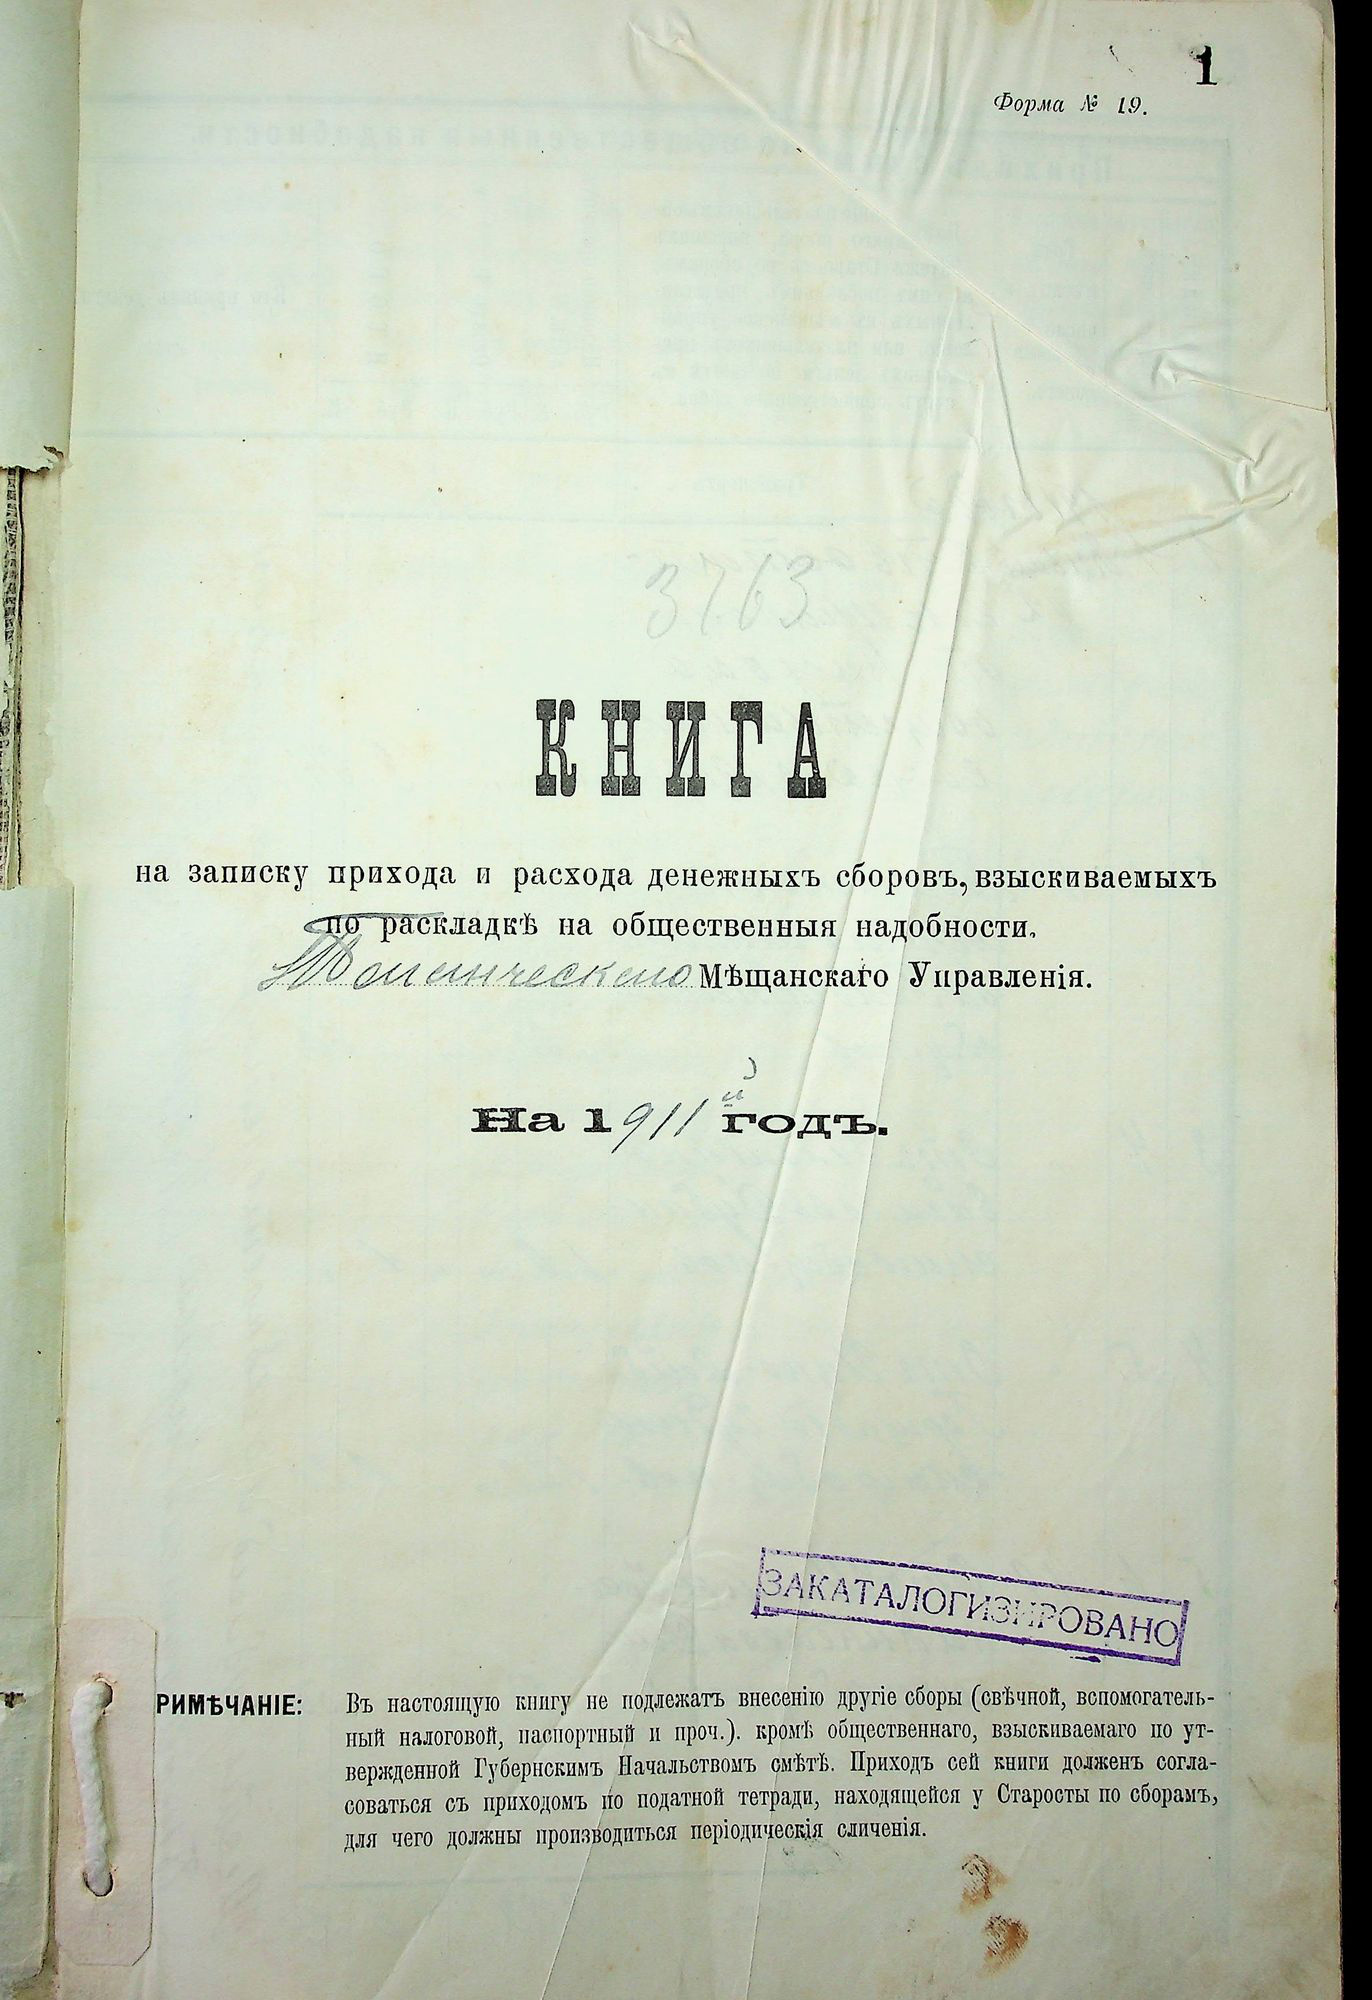 1
Форма № 19.
3763
КНИГА
на записку прихода и расхода денежныхъ сборовъ, взыскиваемыхъ
по раскладкѣ на общественныя надобности.
Мѣщанскаго Управленія.
На 1911й годъ.
ЗАКАТАЛОГИЗИРОВАНО
РИМѢЧАНІЕ: Въ настоящую книгу не подлежатъ внесенію другіе сборы (свѣчной, вспомогатель-
ный налоговой, паспортный и проч.). кромѣ общественнаго, взыскиваемаго по ут-
вержденной Губернскимъ Начальствомъ смѣтѣ. Приходъ сей книги долженъ согла-
соваться съ приходомъ по податной тетради, находящейся у Старосты по сборамъ,
для чего должны производиться періодическія сличенія.